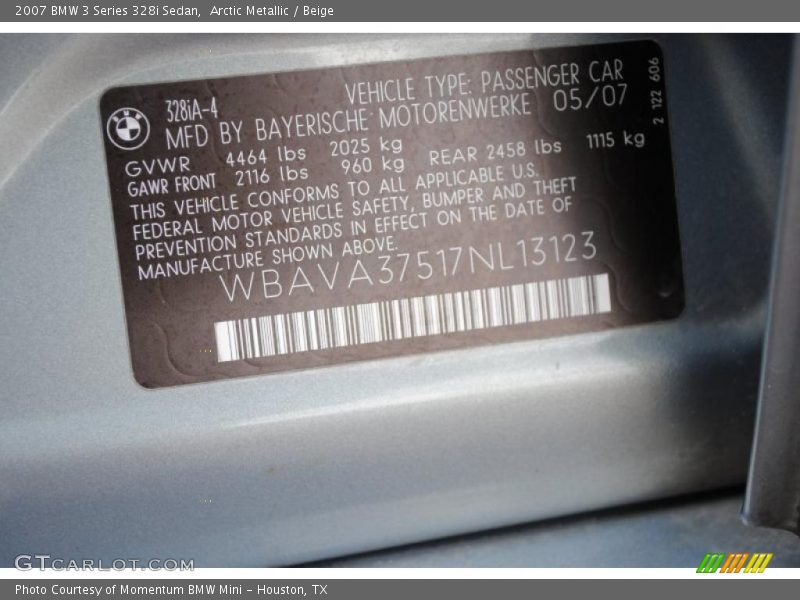 2007 BMW 3 Series 328i Sedan,  Arctic Metallic / Beige
BMW
328iA-4
VEHICLE TYPE: PASSENGER CAR
MFD BY BAYERISCHE MOTORENWERKE 05/07
GVWR 4464 lbs 2025 kg
GAWR FRONT 2116 lbs 960 kg REAR 2458 lbs 1115 kg
THIS VEHICLE CONFORMS TO ALL APPLICABLE U.S.
FEDERAL MOTOR VEHICLE SAFETY, BUMPER AND THEFT
PREVENTION STANDARDS IN EFFECT ON THE DATE OF
MANUFACTURE SHOWN ABOVE.
WBAVA37517NL13123
2 122 606
GTCARLOT.COM
Photo Courtesy of Momentum BMW Mini - Houston, TX